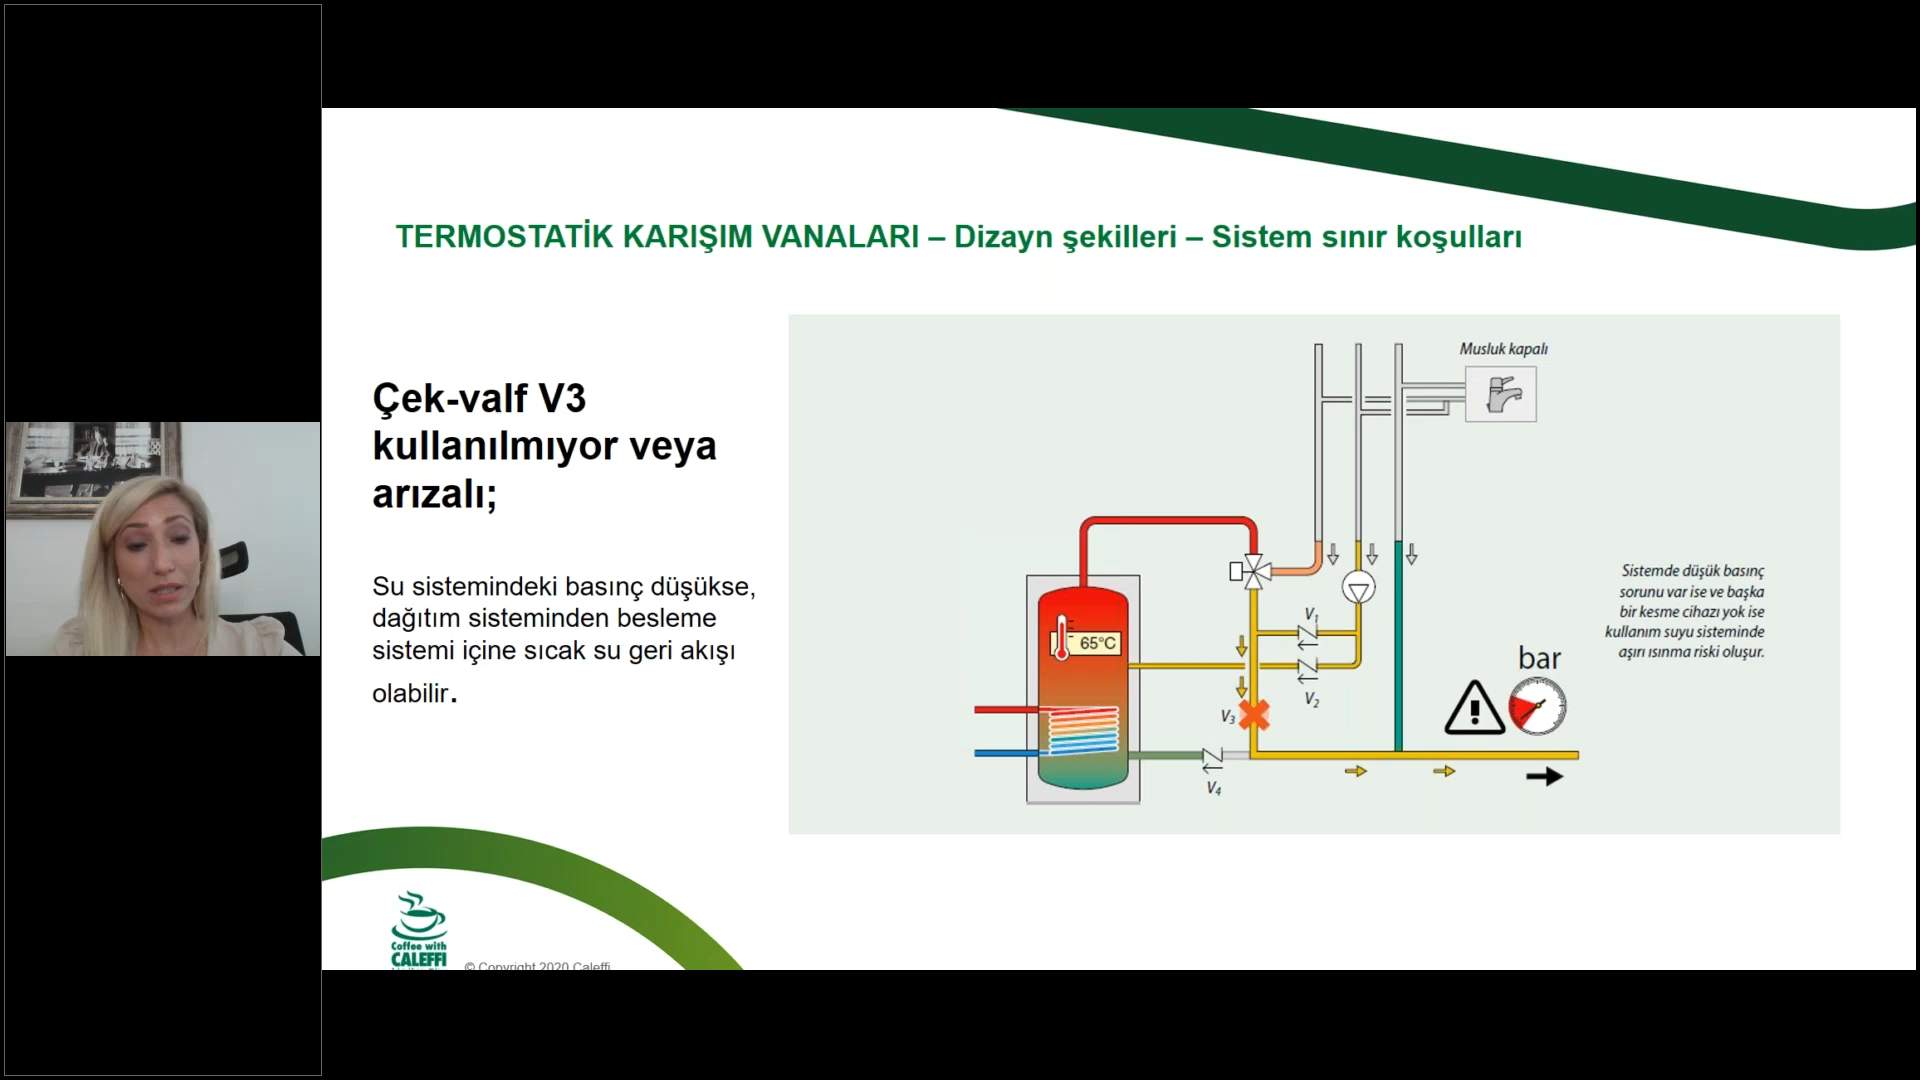 TERMOSTATİK KARIŞIM VANALARI – Dizayn şekilleri – Sistem sınır koşulları
Çek-valf V3
kullanılmıyor veya
arızalı;
Su sistemindeki basınç düşükse,
dağıtım sisteminden besleme
sistemi içine sıcak su geri akışı
olabilir.
Musluk kapalı
65°C
V1
V2
V3
V4
Sistemde düşük basınç
sorunu var ise ve başka
bir kesme cihazı yok ise
kullanım suyu sisteminde
aşırı ısınma riski oluşur.
bar
Coffee with
CALEFFI
© Copyright 2020 Caleffi